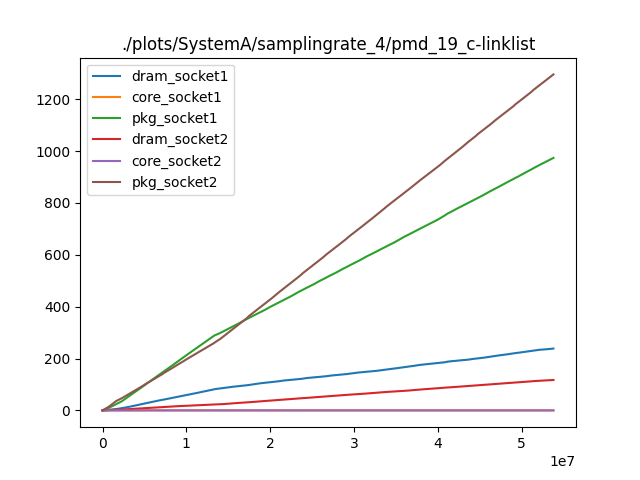 ./plots/SystemA/samplingrate_4/pmd_19_c-linklist
dram_socket1
core_socket1
pkg_socket1
dram_socket2
core_socket2
pkg_socket2
1200
1000
800
600
400
200
0
0 1 2 3 4 5
1e7